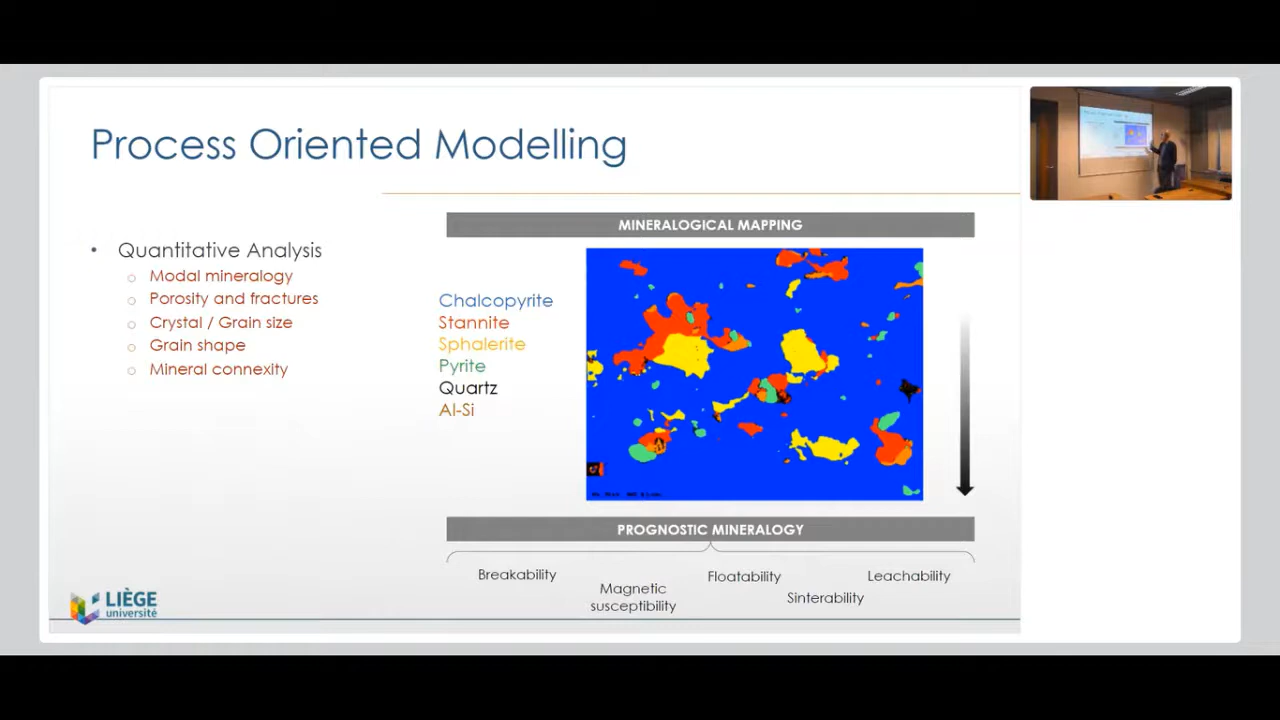 Process Oriented Modelling
• Quantitative Analysis
○ Modal mineralogy
○ Porosity and fractures
○ Crystal / Grain size
○ Grain shape
○ Mineral connexity
MINERALOGICAL MAPPING
Chalcopyrite
Stannite
Sphalerite
Pyrite
Quartz
Al-Si
PROGNOSTIC MINERALOGY
Breakability
Magnetic
susceptibility
Floatability
Sinterability
Leachability
LIÈGE
université